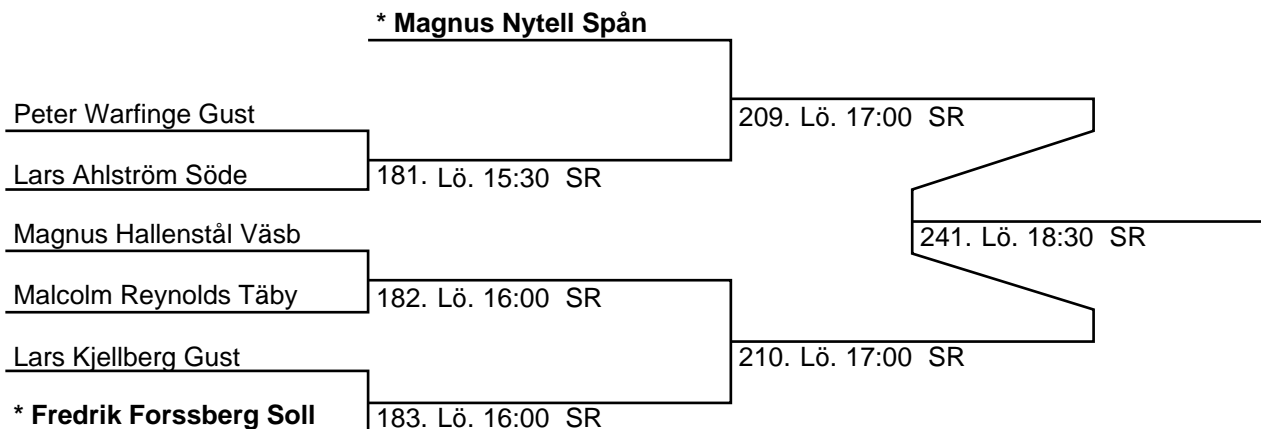 * Magnus Nytell Spån
Peter Warfinge Gust
209. Lö. 17:00 SR
Lars Ahlström Söde
181. Lö. 15:30 SR
Magnus Hallenstål Väsb
241. Lö. 18:30 SR
Malcolm Reynolds Täby
182. Lö. 16:00 SR
Lars Kjellberg Gust
210. Lö. 17:00 SR
* Fredrik Forssberg Soll
183. Lö. 16:00 SR